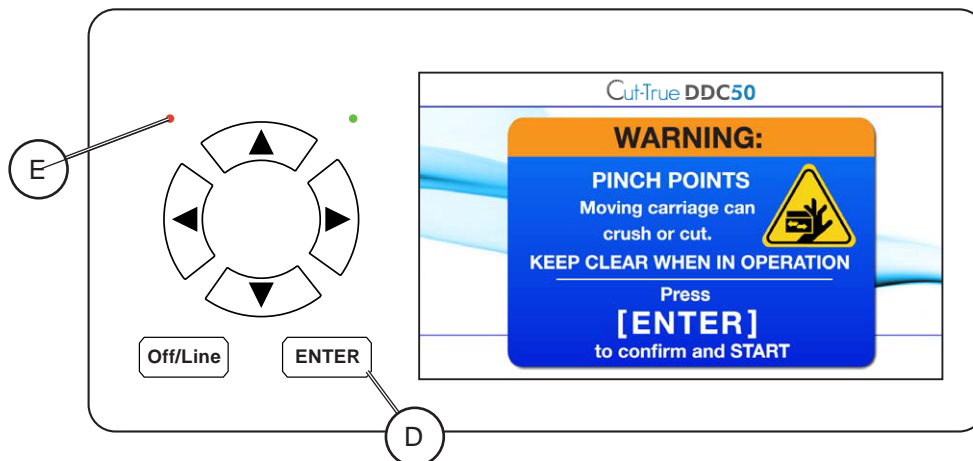 Cut-True DDC50
WARNING:
PINCH POINTS
Moving carriage can
crush or cut.
KEEP CLEAR WHEN IN OPERATION
Press
[ENTER]
to confirm and START
E
Off/Line
ENTER
D